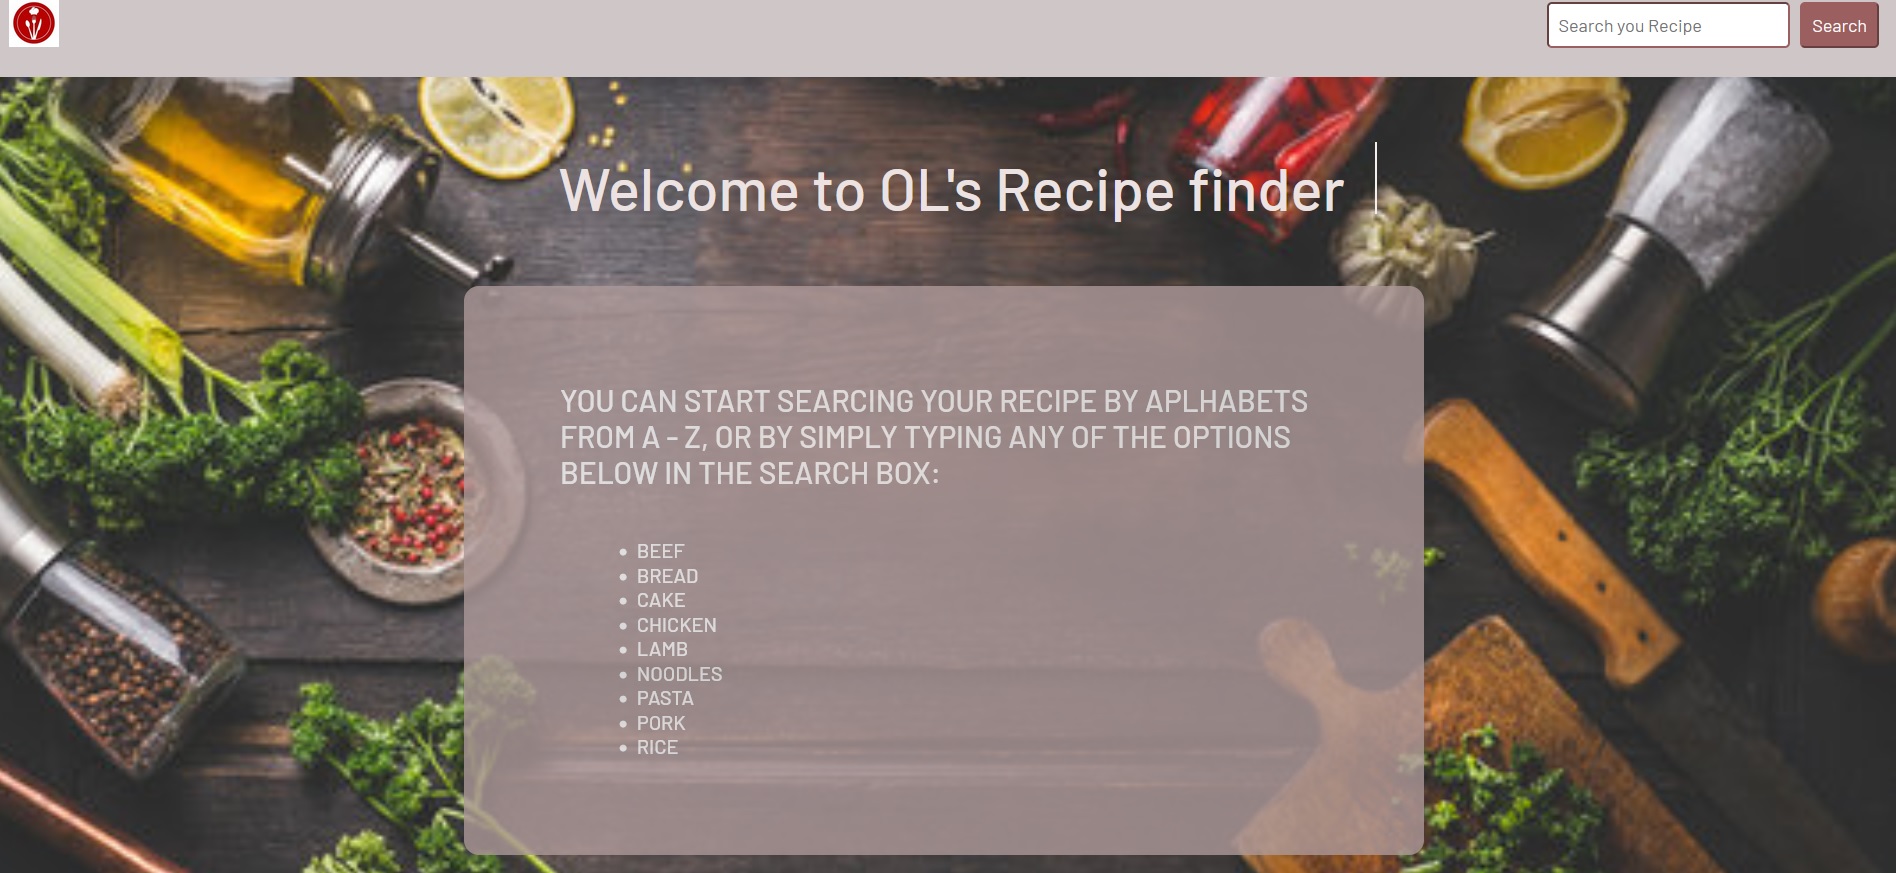 Search you Recipe
Search
Welcome to OL's Recipe finder
YOU CAN START SEARCING YOUR RECIPE BY APLHABETS
FROM A - Z, OR BY SIMPLY TYPING ANY OF THE OPTIONS
BELOW IN THE SEARCH BOX:
BEEF
BREAD
CAKE
CHICKEN
LAMB
NOODLES
PASTA
PORK
RICE